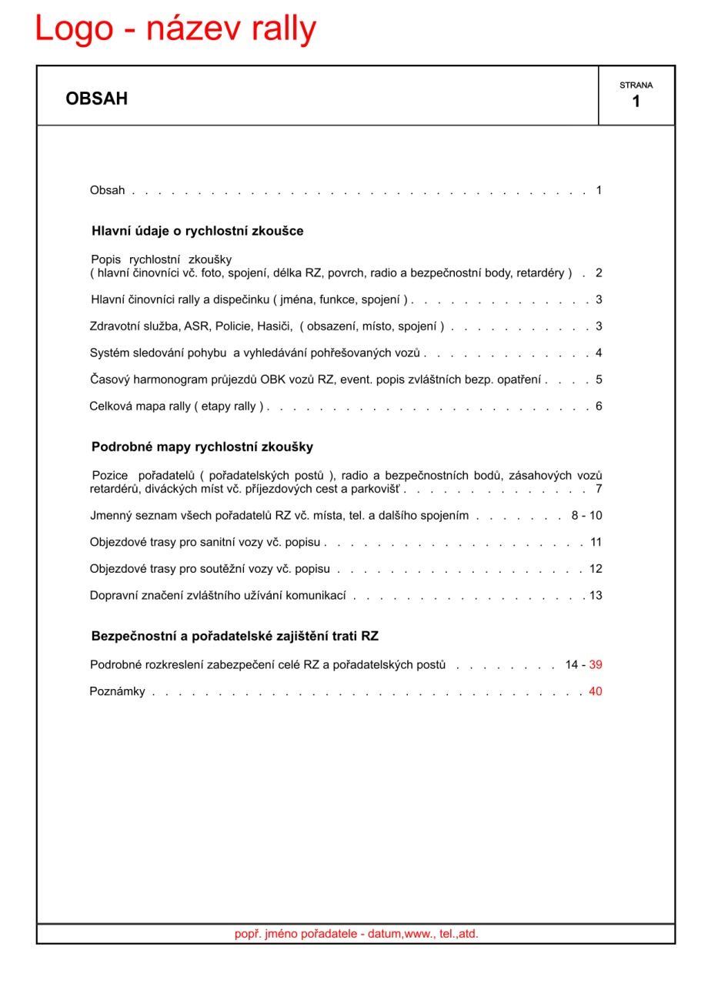 Logo - název rally
OBSAH
STRANA
1
Obsah . . . . . . . . . . . . . . . . . . . . . . . . . . . . . . . . . . . 1
Hlavní údaje o rychlostní zkoušce
Popis rychlostní zkoušky
( hlavní činovníci vč. foto, spojení, délka RZ, povrch, radio a bezpečnostní body, retardéry ) . 2
Hlavní činovníci rally a dispečinku ( jména, funkce, spojení ) . . . . . . . . . . . . . . 3
Zdravotní služba, ASR, Policie, Hasiči, ( obsazení, místo, spojení ) . . . . . . . . . . . 3
Systém sledování pohybu a vyhledávání pohřešovaných vozů . . . . . . . . . . . . . 4
Časový harmonogram průjezdů OBK vozů RZ, event. popis zvláštních bezp. opatření . . . . 5
Celková mapa rally ( etapy rally ) . . . . . . . . . . . . . . . . . . . . . . . . . 6
Podrobné mapy rychlostní zkoušky
Pozice pořadatelů ( pořadatelských postů ), radio a bezpečnostních bodů, zásahových vozů
retardérů, diváckých míst vč. příjezdových cest a parkovišť . . . . . . . . . . . . . . 7
Jmenný seznam všech pořadatelů RZ vč. místa, tel. a dalšího spojením . . . . . . . 8 - 10
Objezdové trasy pro sanitní vozy vč. popisu . . . . . . . . . . . . . . . . . . . . 11
Objezdové trasy pro soutěžní vozy vč. popisu . . . . . . . . . . . . . . . . . . . 12
Dopravní značení zvláštního užívání komunikací . . . . . . . . . . . . . . . . . . 13
Bezpečnostní a pořadatelské zajištění trati RZ
Podrobné rozkreslení zabezpečení celé RZ a pořadatelských postů . . . . . . . . 14 - 39
Poznámky . . . . . . . . . . . . . . . . . . . . . . . . . . . . . . . . . 40
popř. jméno pořadatele - datum,www., tel.,atd.